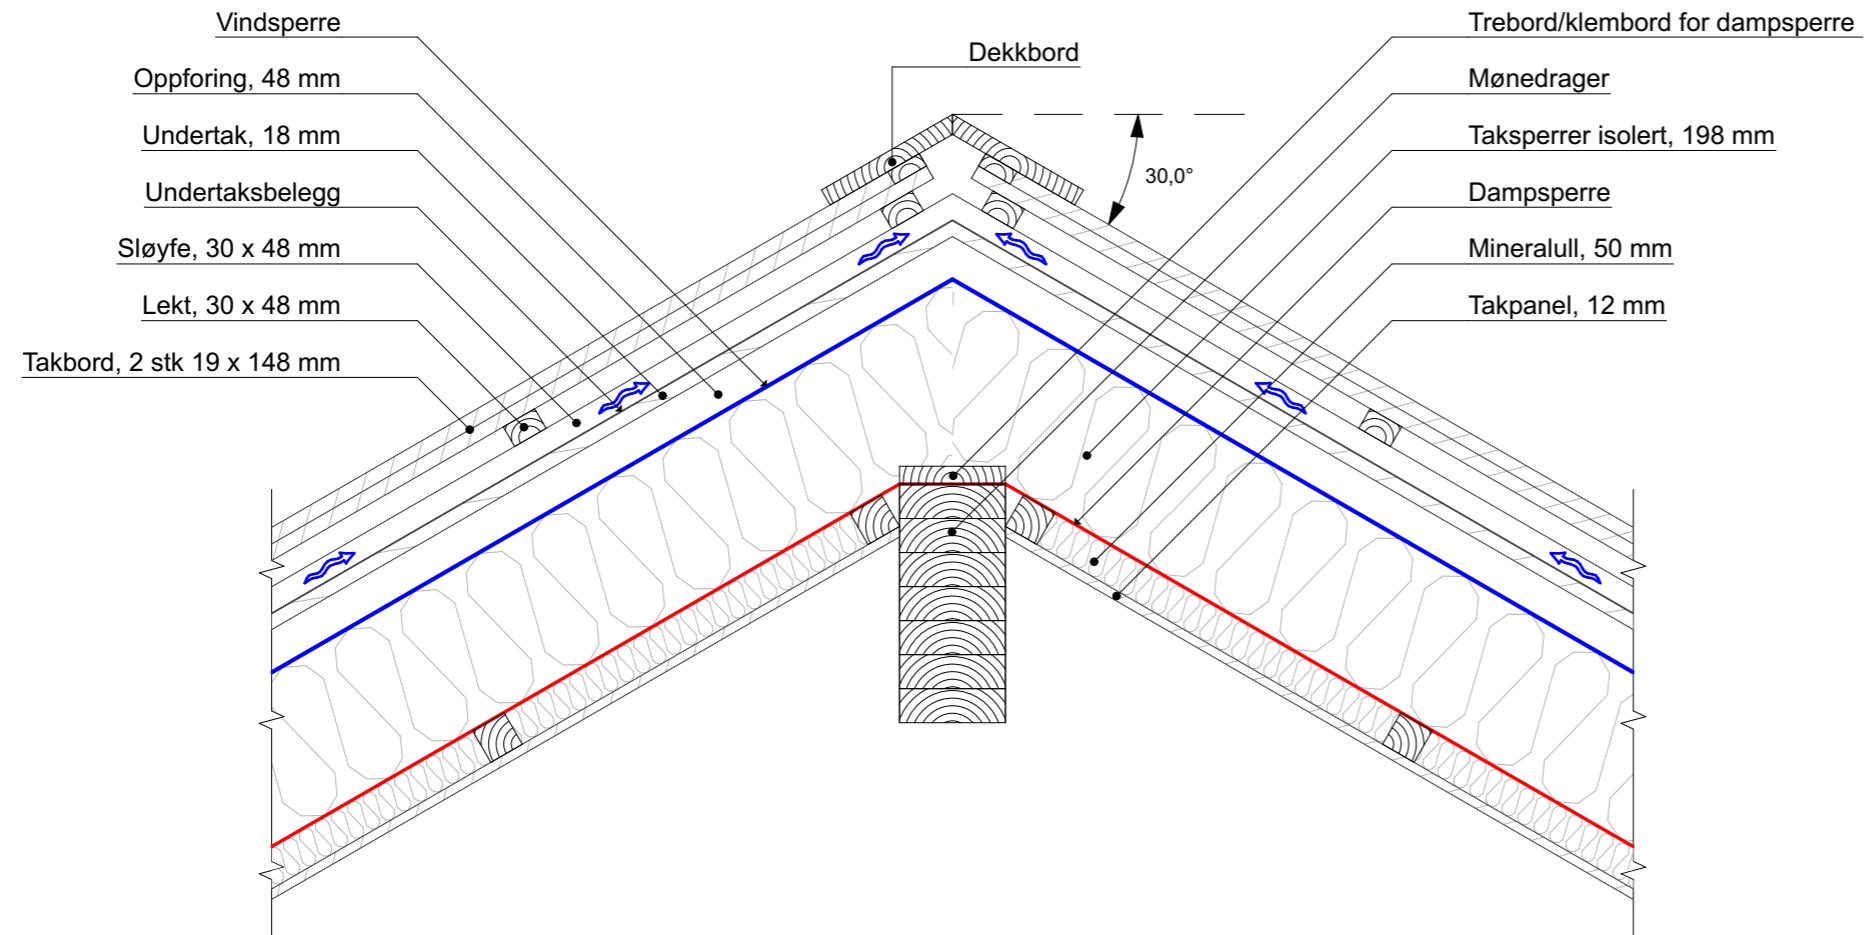 Vindsperre
Oppforing, 48 mm
Undertak, 18 mm
Undertaksbelegg
Sløyfe, 30 x 48 mm
Lekt, 30 x 48 mm
Takbord, 2 stk 19 x 148 mm
Dekkbord
30,0°
Trebord/klembord for dampsperre
Mønedrager
Taksperrer isolert, 198 mm
Dampsperre
Mineralull, 50 mm
Takpanel, 12 mm